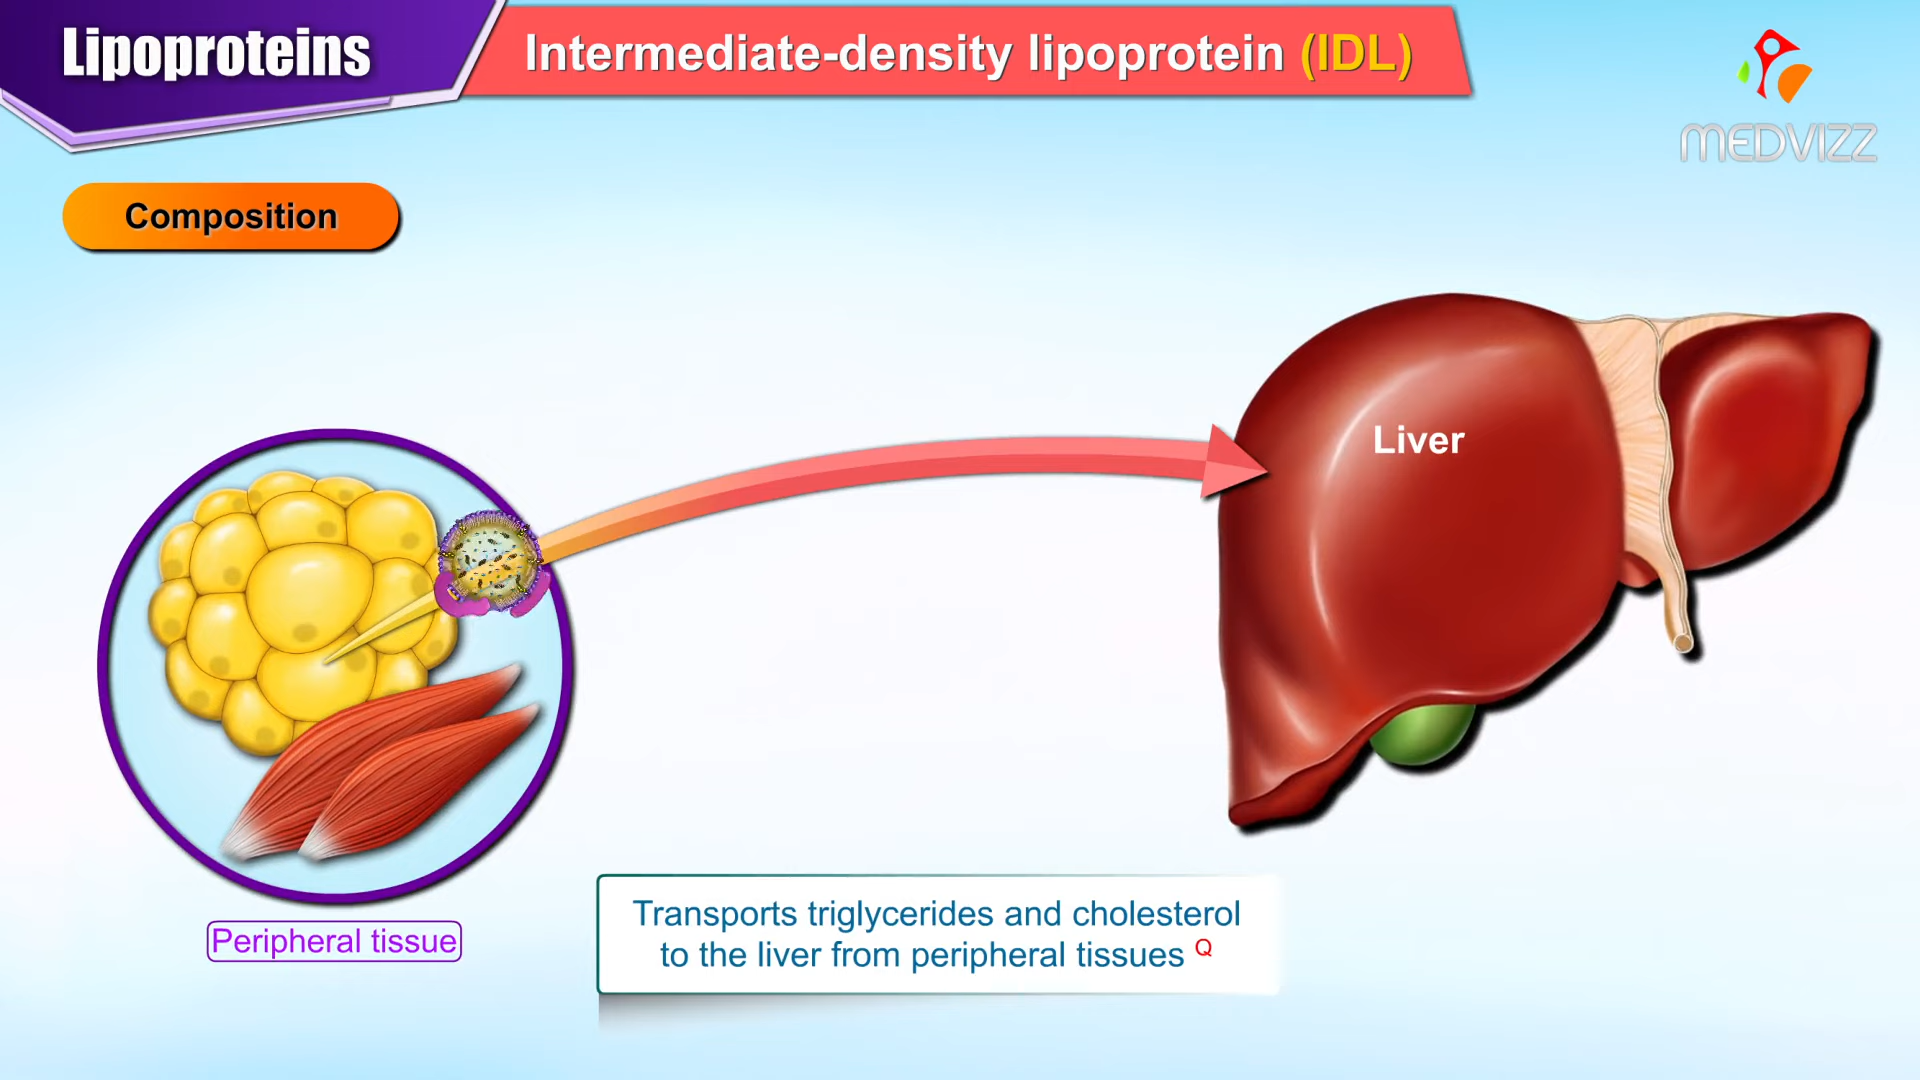 Lipoproteins
Intermediate-density lipoprotein (IDL)
MEDVIZZ
Composition
Liver
Peripheral tissue
Transports triglycerides and cholesterol
to the liver from peripheral tissues Q